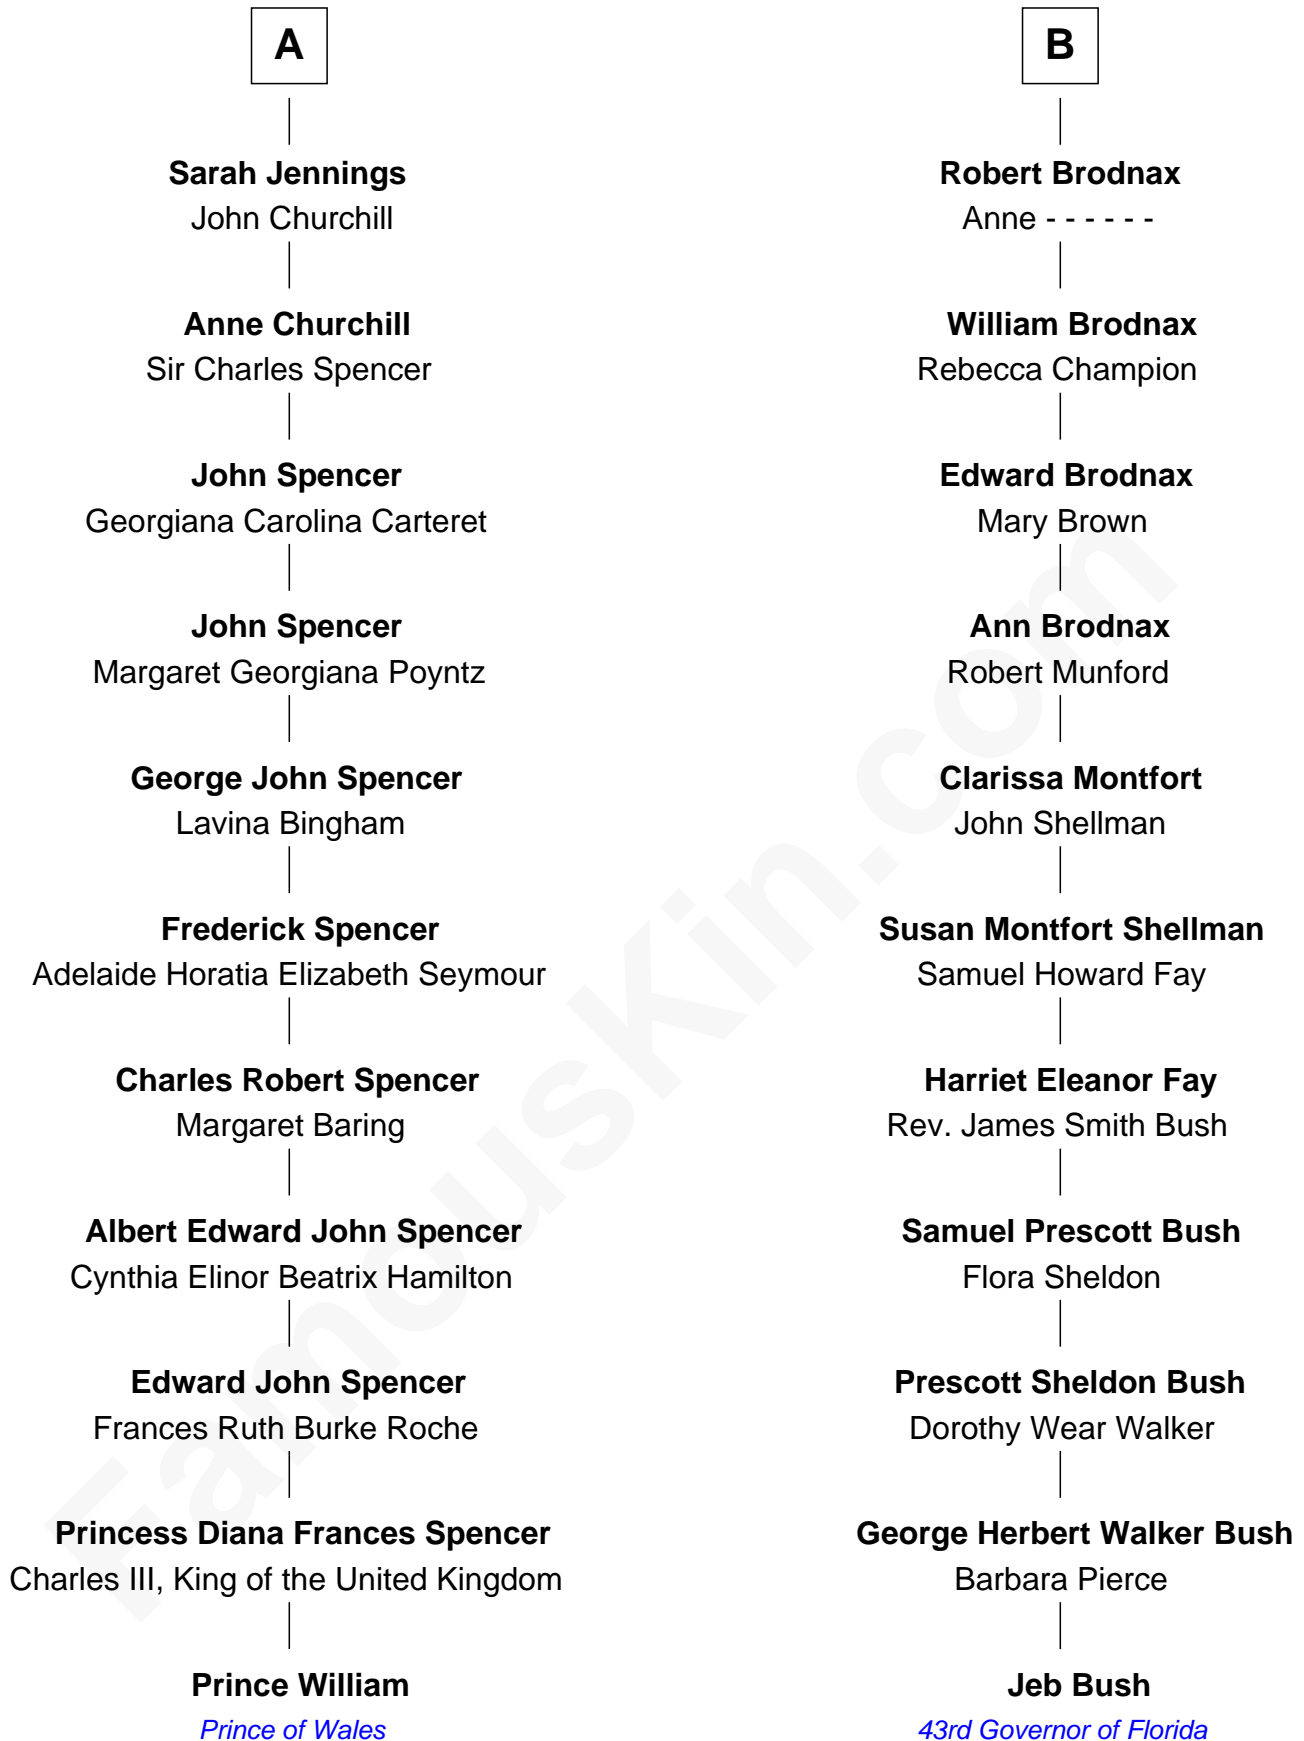 A
Sarah Jennings
John Churchill
Anne Churchill
Sir Charles Spencer
John Spencer
Georgiana Carolina Carteret
John Spencer
Margaret Georgiana Poyntz
George John Spencer
Lavina Bingham
Frederick Spencer
Adelaide Horatia Elizabeth Seymour
Charles Robert Spencer
Margaret Baring
Albert Edward John Spencer
Cynthia Elinor Beatrix Hamilton
Edward John Spencer
Frances Ruth Burke Roche
Princess Diana Frances Spencer
Charles III, King of the United Kingdom
Prince William
Prince of Wales
B
Robert Brodnax
Anne - - - - - -
William Brodnax
Rebecca Champion
Edward Brodnax
Mary Brown
Ann Brodnax
Robert Munford
Clarissa Montfort
John Shellman
Susan Montfort Shellman
Samuel Howard Fay
Harriet Eleanor Fay
Rev. James Smith Bush
Samuel Prescott Bush
Flora Sheldon
Prescott Sheldon Bush
Dorothy Wear Walker
George Herbert Walker Bush
Barbara Pierce
Jeb Bush
43rd Governor of Florida
FamousKin.com